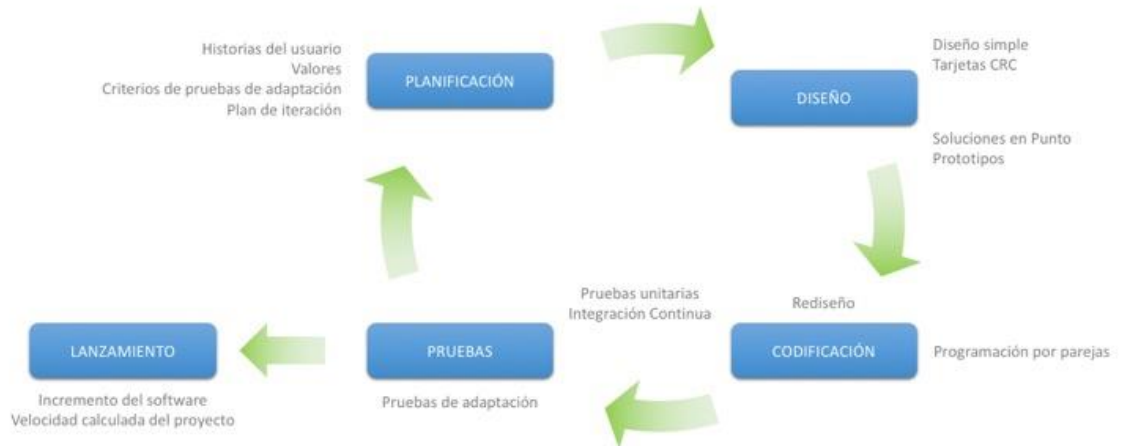 Historias del usuario
Valores
Criterios de pruebas de adaptación
Plan de iteración
PLANIFICACIÓN
Diseño simple
Tarjetas CRC
DISEÑO
Soluciones en Punto
Prototipos
Rediseño
CODIFICACIÓN
Programación por parejas
Pruebas unitarias
Integración Continua
PRUEBAS
Pruebas de adaptación
LANZAMIENTO
Incremento del software
Velocidad calculada del proyecto